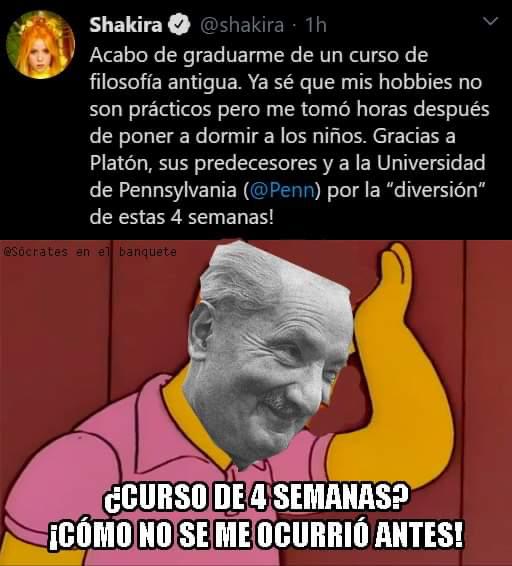 Shakira @shakira · 1h
Acabo de graduarme de un curso de
filosofía antigua. Ya sé que mis hobbies no
son prácticos pero me tomó horas después
de poner a dormir a los niños. Gracias a
Platón, sus predecesores y a la Universidad
de Pennsylvania (@Penn) por la “diversión”
de estas 4 semanas!
@Sócrates en el banquete
¿CURSO DE 4 SEMANAS?
¡CÓMO NO SE ME OCURRIÓ ANTES!